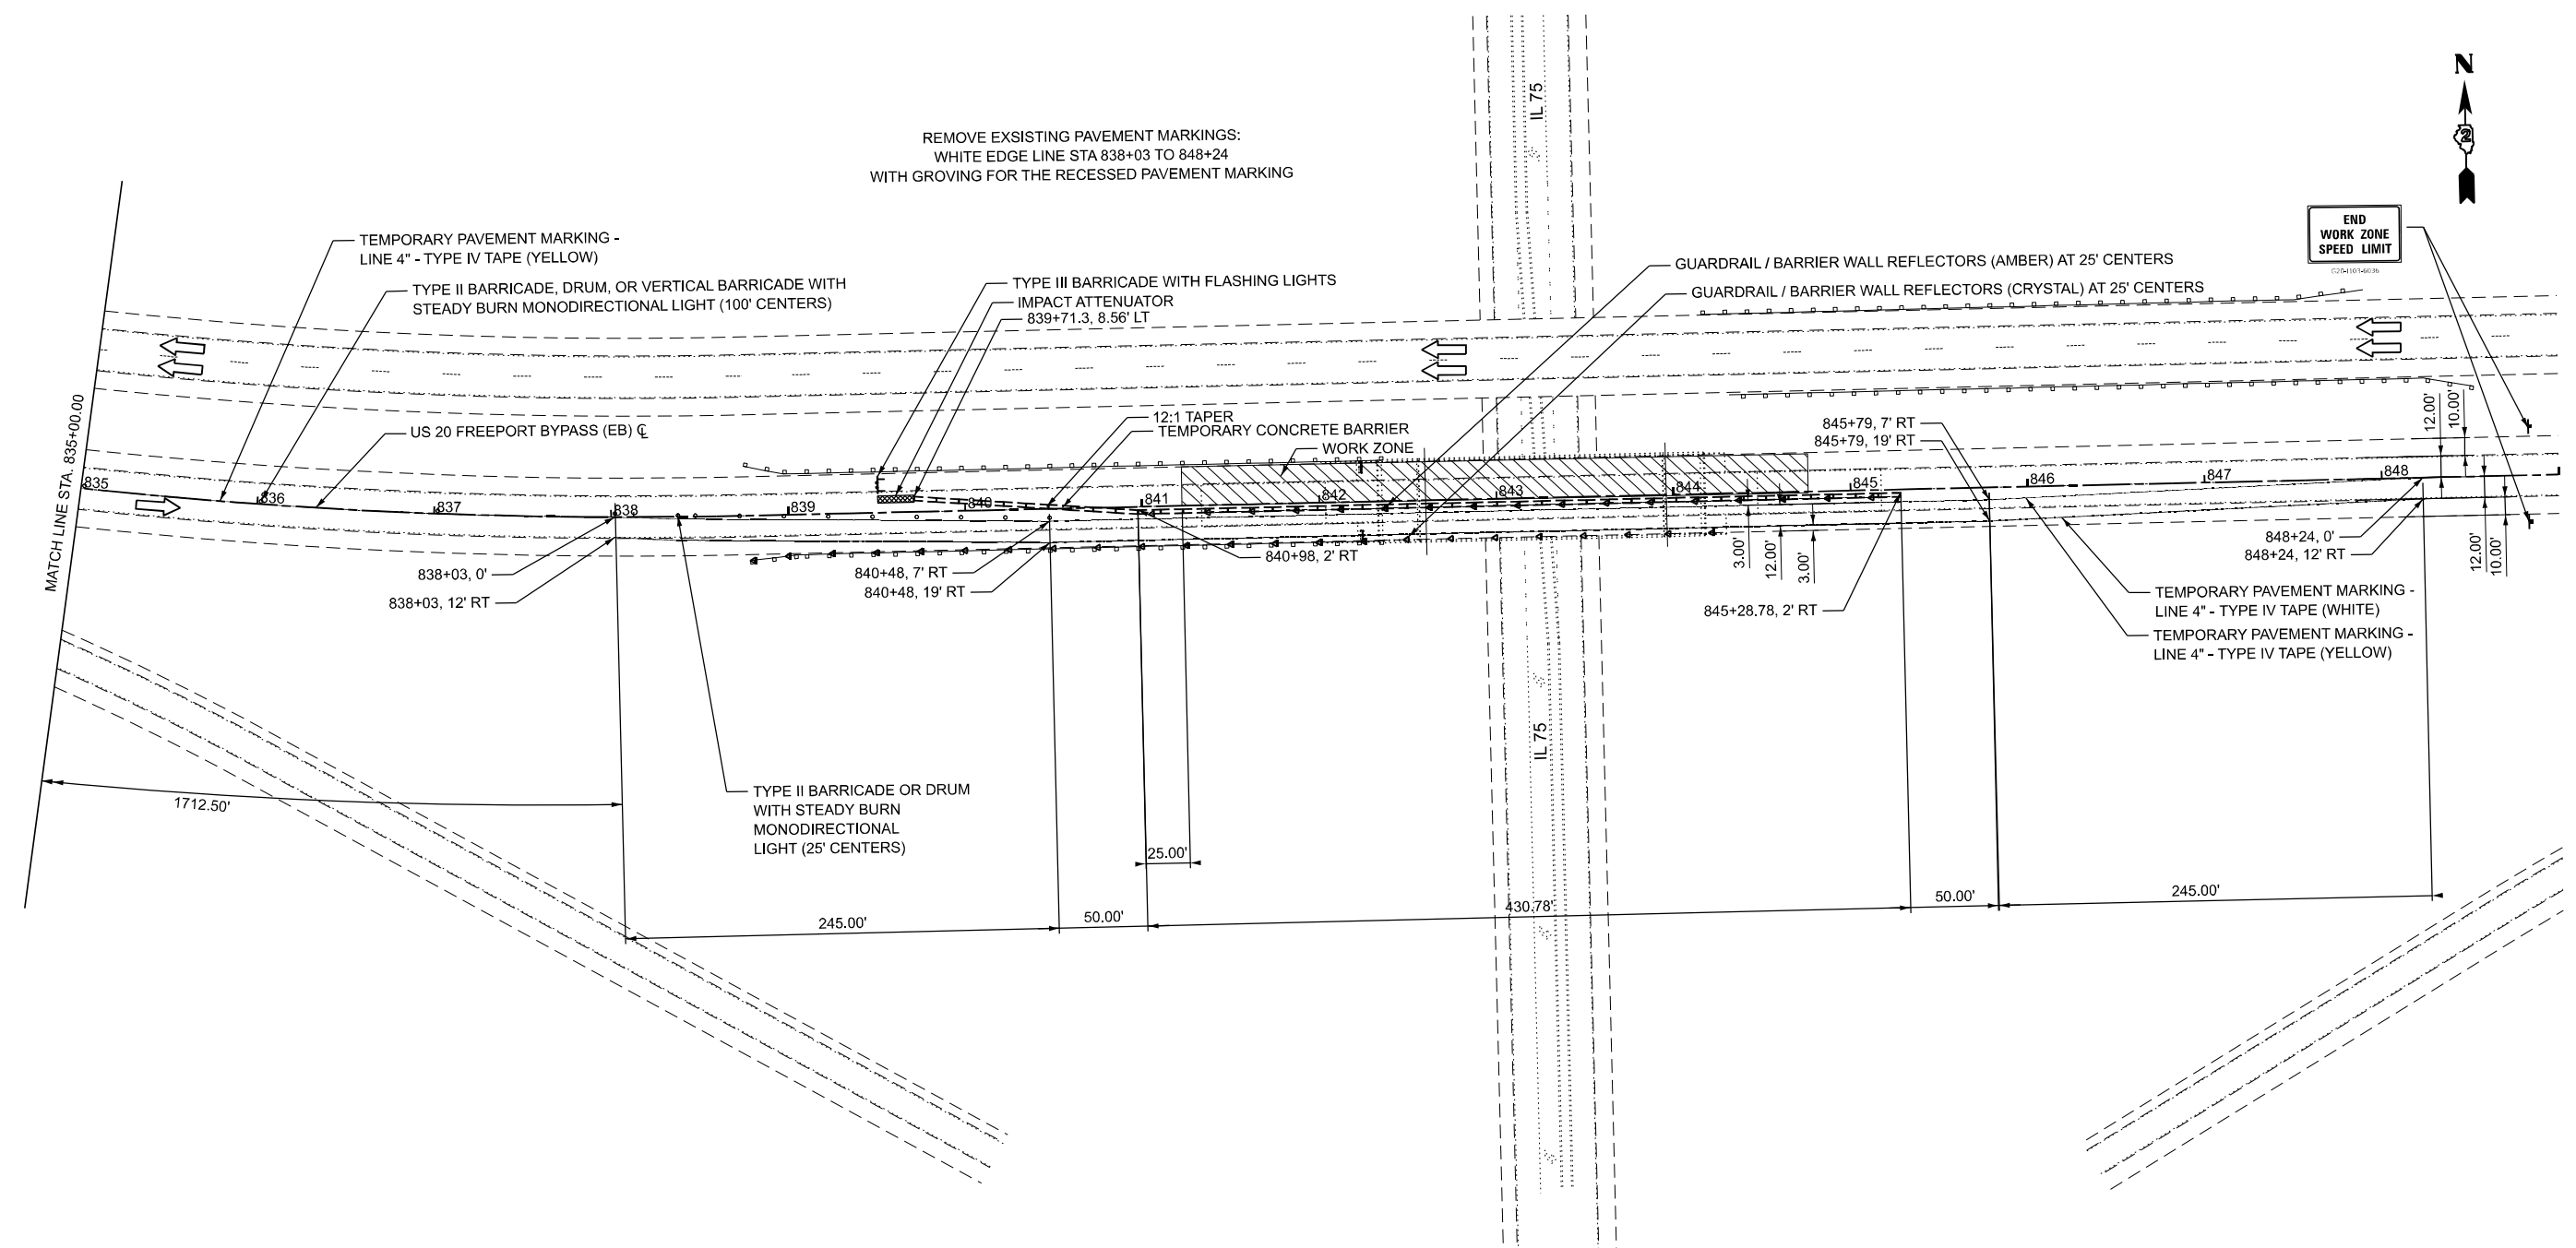 N
2
IL 75
REMOVE EXSISTING PAVEMENT MARKINGS:
WHITE EDGE LINE STA 838+03 TO 848+24
WITH GROVING FOR THE RECESSED PAVEMENT MARKING
END
WORK ZONE
SPEED LIMIT
G20-I103-6036
TEMPORARY PAVEMENT MARKING -
LINE 4" - TYPE IV TAPE (YELLOW)
TYPE II BARRICADE, DRUM, OR VERTICAL BARRICADE WITH
STEADY BURN MONODIRECTIONAL LIGHT (100' CENTERS)
TYPE III BARRICADE WITH FLASHING LIGHTS
IMPACT ATTENUATOR
839+71.3, 8.56' LT
GUARDRAIL / BARRIER WALL REFLECTORS (AMBER) AT 25' CENTERS
GUARDRAIL / BARRIER WALL REFLECTORS (CRYSTAL) AT 25' CENTERS
MATCH LINE STA. 835+00.00
US 20 FREEPORT BYPASS (EB) ℄
12:1 TAPER
TEMPORARY CONCRETE BARRIER
WORK ZONE
845+79, 7' RT
845+79, 19' RT
12.00'
10.00'
835
836
837
838
839
840
841
842
843
844
845
846
847
848
838+03, 0'
838+03, 12' RT
840+48, 7' RT
840+48, 19' RT
840+98, 2' RT
3.00'
12.00'
3.00'
845+28.78, 2' RT
848+24, 0'
848+24, 12' RT
12.00'
10.00'
TEMPORARY PAVEMENT MARKING -
LINE 4" - TYPE IV TAPE (WHITE)
TEMPORARY PAVEMENT MARKING -
LINE 4" - TYPE IV TAPE (YELLOW)
IL 75
1712.50'
TYPE II BARRICADE OR DRUM
WITH STEADY BURN
MONODIRECTIONAL
LIGHT (25' CENTERS)
25.00'
245.00'
50.00'
430.78'
50.00'
245.00'